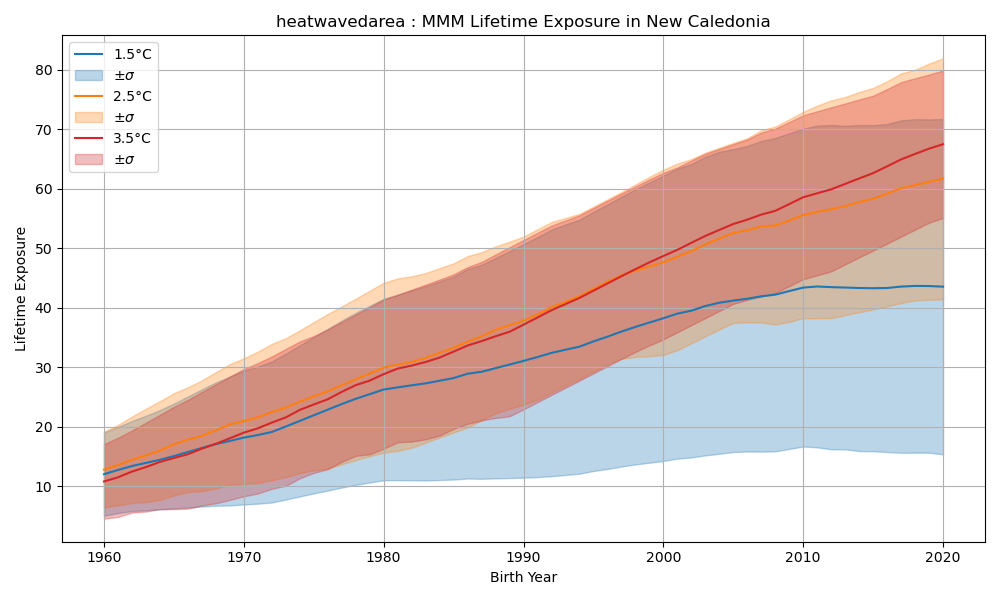 heatwavedarea : MMM Lifetime Exposure in New Caledonia
1.5°C
±σ
2.5°C
±σ
3.5°C
±σ
Lifetime Exposure
80
70
60
50
40
30
20
10
1960 1970 1980 1990 2000 2010 2020
Birth Year